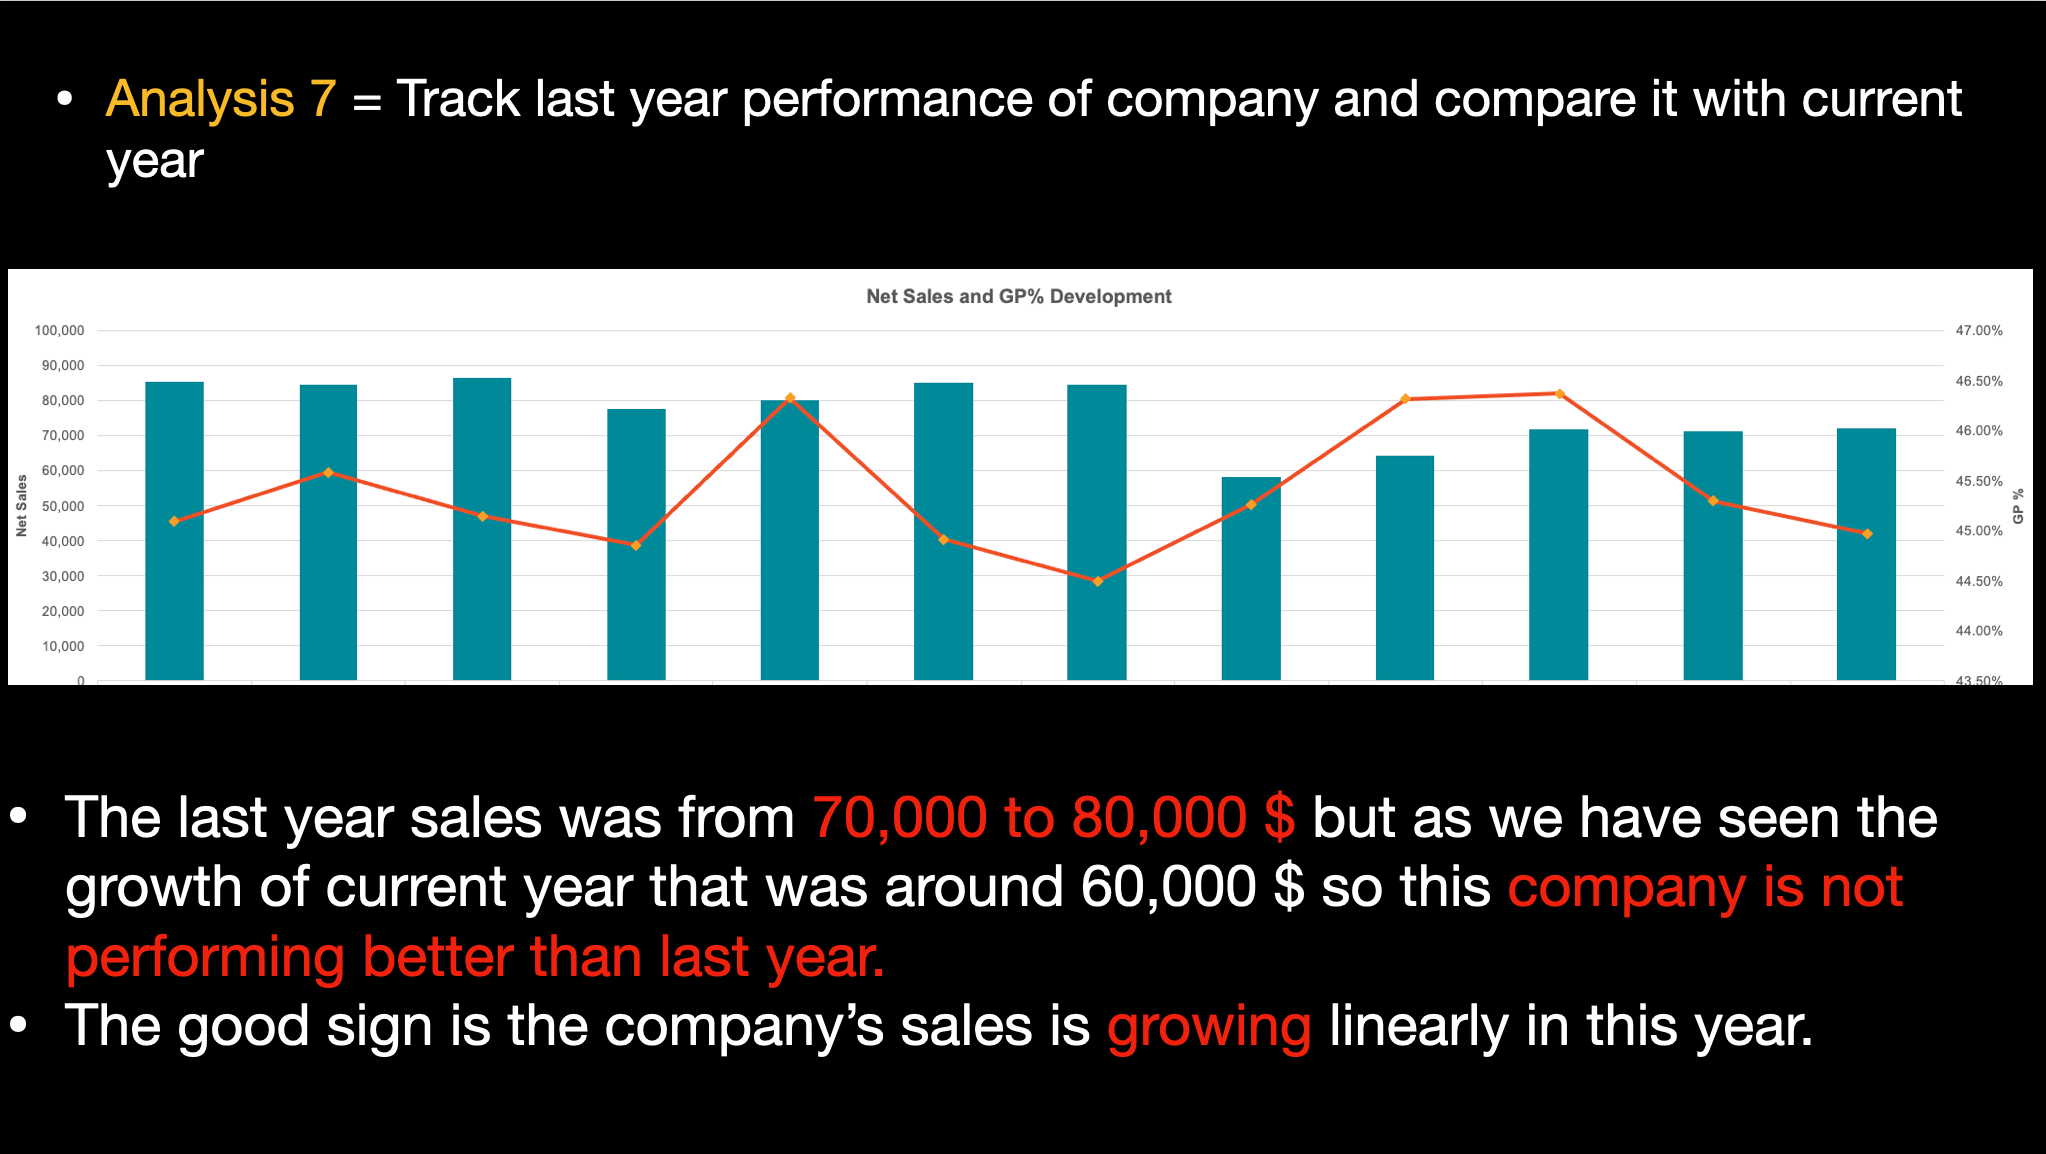 • Analysis 7 = Track last year performance of company and compare it with current
year
Net Sales and GP% Development
100,000
90,000
80,000
70,000
60,000
50,000
40,000
30,000
20,000
10,000
0
Net Sales
47.00%
46.50%
46.00%
45.50%
45.00%
44.50%
44.00%
43.50%
GP %
• The last year sales was from 70,000 to 80,000 $ but as we have seen the
growth of current year that was around 60,000 $ so this company is not
performing better than last year.
• The good sign is the company’s sales is growing linearly in this year.